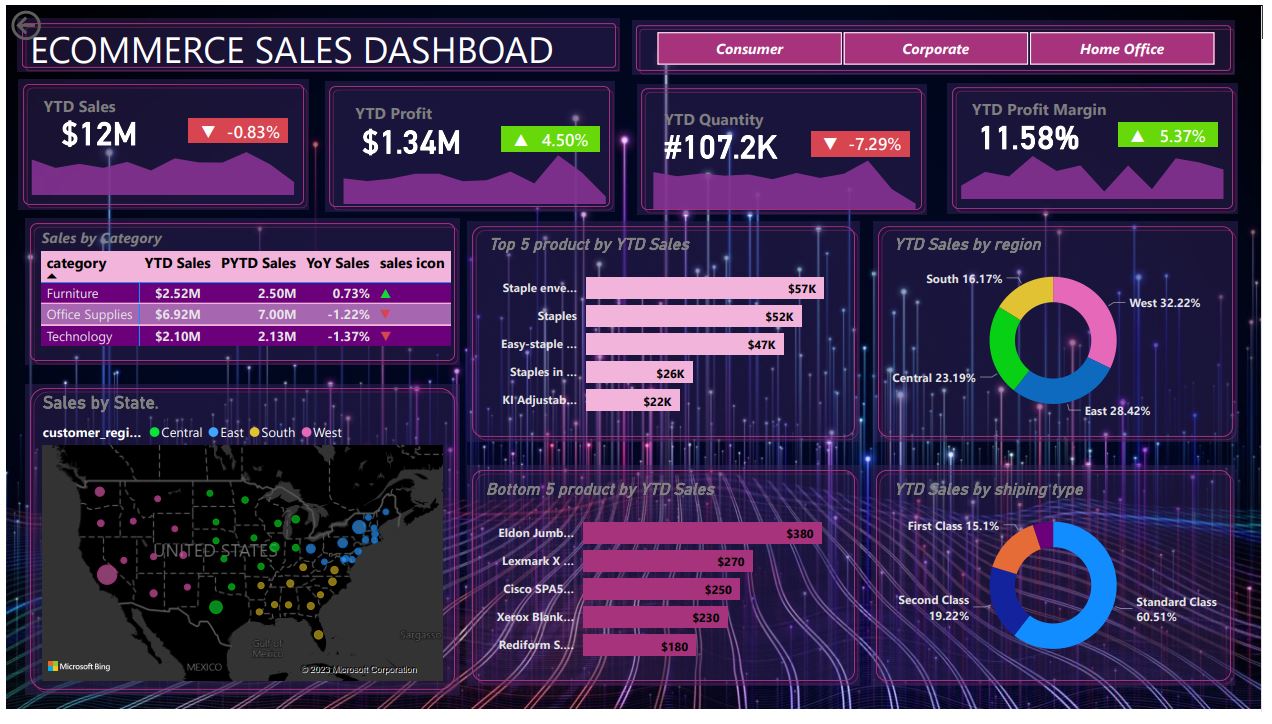 ECOMMERCE SALES DASHBOAD
Consumer
Corporate
Home Office
YTD Sales
$12M
▼ -0.83%
YTD Profit
$1.34M
▲ 4.50%
YTD Quantity
#107.2K
▼ -7.29%
YTD Profit Margin
11.58%
▲ 5.37%
Sales by Category
category YTD Sales PYTD Sales YoY Sales sales icon
Furniture $2.52M 2.50M 0.73% ▲
Office Supplies $6.92M 7.00M -1.22% ▼
Technology $2.10M 2.13M -1.37% ▼
Sales by State.
customer_regi... Central East South West
UNITED STATES
Gulf of
Mexico
Sargasso
MEXICO
Microsoft Bing
© 2023 Microsoft Corporation
Top 5 product by YTD Sales
Staple enve... $57K
Staples $52K
Easy-staple ... $47K
Staples in ... $26K
KI Adjustab... $22K
Bottom 5 product by YTD Sales
Eldon Jumb... $380
Lexmark X ... $270
Cisco SPA5... $250
Xerox Blank... $230
Rediform S.... $180
YTD Sales by region
South 16.17%
West 32.22%
Central 23.19%
East 28.42%
YTD Sales by shiping type
First Class 15.1%
Second Class
19.22%
Standard Class
60.51%